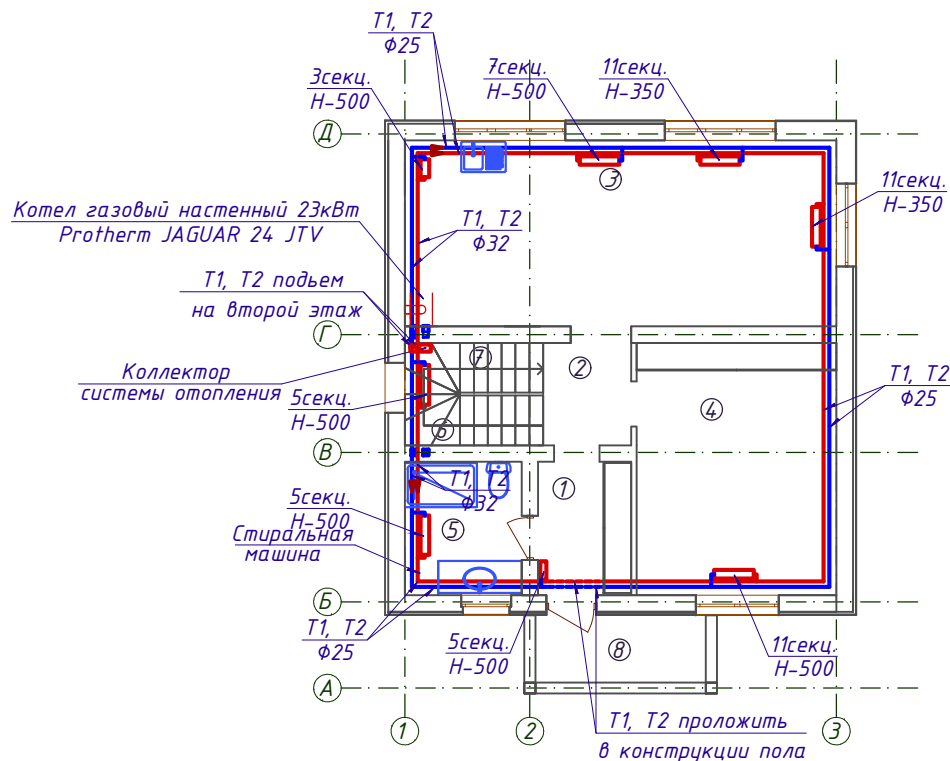 Т1, Т2
Ф25
3секц.
Н-500
7секц.
Н-500
11секц.
Н-350
Д
3
11секц.
Н-350
Котел газовый настенный 23кВт
Protherm JAGUAR 24 JTV
Т1, Т2
Ф32
Т1, Т2 подьем
на второй этаж
Г
7
2
Коллектор
системы отопления
Т1, Т2
Ф25
5секц.
Н-500
4
6
В
Т1, Т2
Ф32
1
5секц.
Н-500
5
Стиральная
машина
Б
Т1, Т2
Ф25
5секц.
Н-500
8
11секц.
Н-500
А
1
2
3
Т1, Т2 проложить
в конструкции пола